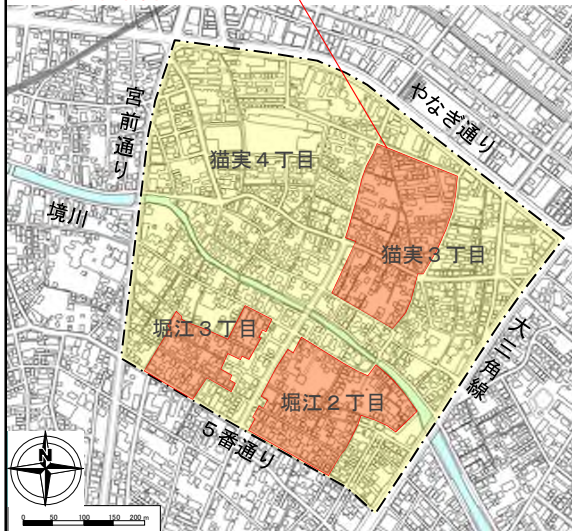 宮前通り
やなぎ通り
猫実４丁目
境川
猫実３丁目
堀江３丁目
大三角線
堀江２丁目
５番通り
0 50 100 150 200 m